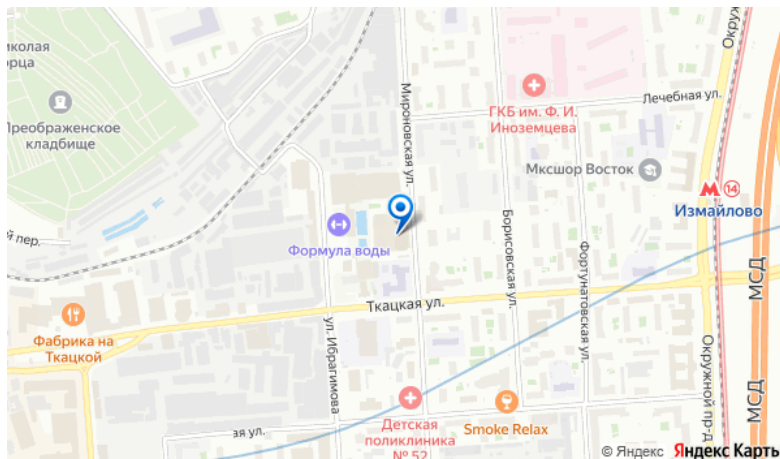 николая
орца
Преображенское
кладбище
й пер.
Мироновская ул.
ГКБ им. Ф. И.
Иноземцева
Лечебная ул.
Окруж
Мксшор Восток
14
Измайлово
Формула воды
Борисовская ул.
Фортунатовская ул.
МСД
Ткацкая ул.
Фабрика на
Ткацкой
ул. Ибрагимова
Окружной пр-д
МСД
Детская
поликлиника
№ 52
Smoke Relax
ая ул.
© Яндекс Яндекс Карты